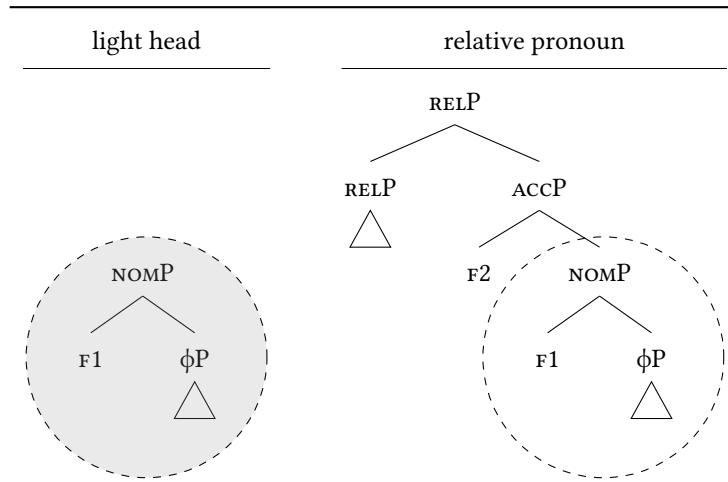 light head relative pronoun
RELP
RELP ACCP
NOMP F2 NOMP
F1 ϕP F1 ϕP